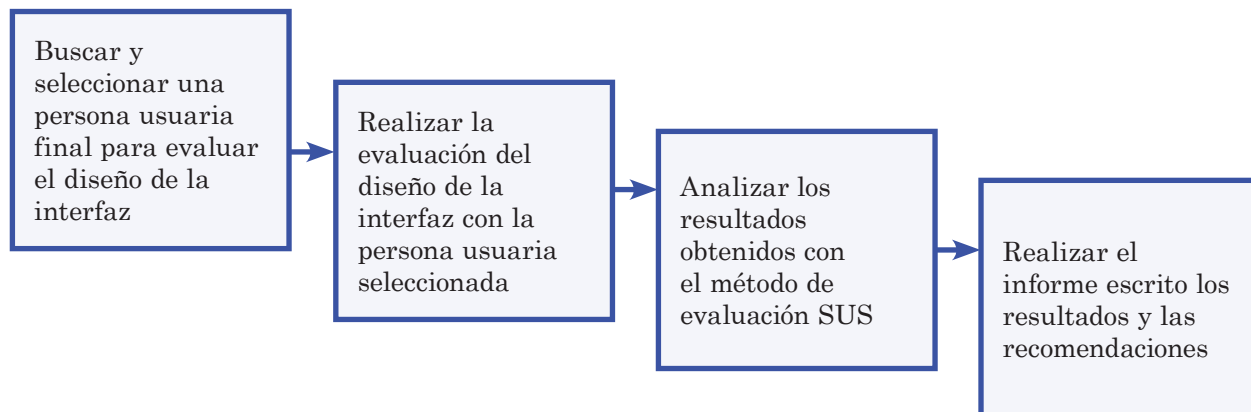 Buscar y
seleccionar una
persona usuaria
final para evaluar
el diseño de la
interfaz
Realizar la
evaluación del
diseño de la
interfaz con la
persona usuaria
seleccionada
Analizar los
resultados
obtenidos con
el método de
evaluación SUS
Realizar el
informe escrito los
resultados y las
recomendaciones